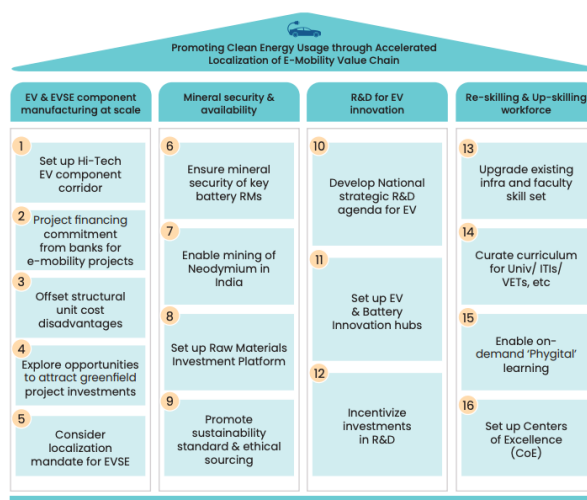 Promoting Clean Energy Usage through Accelerated
Localization of E-Mobility Value Chain
EV & EVSE component
manufacturing at scale
1
Set up Hi-Tech
EV component
corridor
2
Project financing
commitment
from banks for
e-mobility projects
3
Offset structural
unit cost
disadvantages
4
Explore opportunities
to attract greenfield
project investments
5
Consider
localization
mandate for EVSE
Mineral security &
availability
6
Ensure mineral
security of key
battery RMs
7
Enable mining of
Neodymium in
India
8
Set up Raw Materials
Investment Platform
9
Promote
sustainability
standard & ethical
sourcing
R&D for EV
innovation
10
Develop National
strategic R&D
agenda for EV
11
Set up EV
& Battery
Innovation hubs
12
Incentivize
investments
in R&D
Re-skilling & Up-skilling
workforce
13
Upgrade existing
infra and faculty
skill set
14
Curate curriculum
for Univ/ ITIs/
VETs, etc
15
Enable on-
demand 'Phygital'
learning
16
Set up Centers
of Excellence
(CoE)